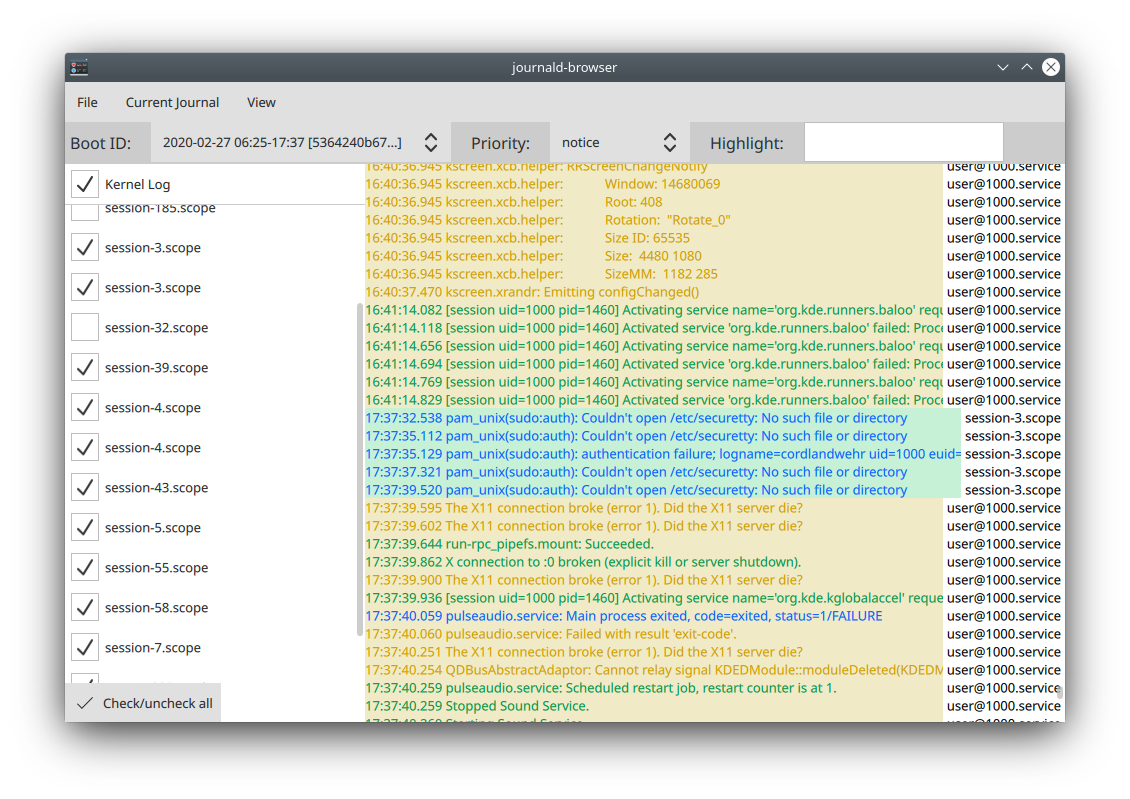 journald-browser
File Current Journal View
Boot ID: 2020-02-27 06:25-17:37 [5364240b67...] Priority: notice Highlight:
Kernel Log
session-185.scope
session-3.scope
session-3.scope
session-32.scope
session-39.scope
session-4.scope
session-4.scope
session-43.scope
session-5.scope
session-55.scope
session-58.scope
session-7.scope
Check/uncheck all
16:40:36.945 kscreen.xcb.helper: RRScreenChangeNotify user@1000.service
16:40:36.945 kscreen.xcb.helper: Window: 14680069 user@1000.service
16:40:36.945 kscreen.xcb.helper: Root: 408 user@1000.service
16:40:36.945 kscreen.xcb.helper: Rotation: "Rotate_0" user@1000.service
16:40:36.945 kscreen.xcb.helper: Size ID: 65535 user@1000.service
16:40:36.945 kscreen.xcb.helper: Size: 4480 1080 user@1000.service
16:40:36.945 kscreen.xcb.helper: SizeMM: 1182 285 user@1000.service
16:40:37.470 kscreen.xrandr: Emitting configChanged() user@1000.service
16:41:14.082 [session uid=1000 pid=1460] Activating service name='org.kde.runners.baloo' requ user@1000.service
16:41:14.118 [session uid=1000 pid=1460] Activated service 'org.kde.runners.baloo' failed: Proce user@1000.service
16:41:14.656 [session uid=1000 pid=1460] Activating service name='org.kde.runners.baloo' requ user@1000.service
16:41:14.694 [session uid=1000 pid=1460] Activated service 'org.kde.runners.baloo' failed: Proce user@1000.service
16:41:14.769 [session uid=1000 pid=1460] Activating service name='org.kde.runners.baloo' requ user@1000.service
16:41:14.829 [session uid=1000 pid=1460] Activated service 'org.kde.runners.baloo' failed: Proce user@1000.service
17:37:32.538 pam_unix(sudo:auth): Couldn't open /etc/securetty: No such file or directory session-3.scope
17:37:35.112 pam_unix(sudo:auth): Couldn't open /etc/securetty: No such file or directory session-3.scope
17:37:35.129 pam_unix(sudo:auth): authentication failure; logname=cordlandwehr uid=1000 euid= session-3.scope
17:37:37.321 pam_unix(sudo:auth): Couldn't open /etc/securetty: No such file or directory session-3.scope
17:37:39.520 pam_unix(sudo:auth): Couldn't open /etc/securetty: No such file or directory session-3.scope
17:37:39.595 The X11 connection broke (error 1). Did the X11 server die? user@1000.service
17:37:39.602 The X11 connection broke (error 1). Did the X11 server die? user@1000.service
17:37:39.644 run-rpc_pipefs.mount: Succeeded. user@1000.service
17:37:39.862 X connection to :0 broken (explicit kill or server shutdown). user@1000.service
17:37:39.900 The X11 connection broke (error 1). Did the X11 server die? user@1000.service
17:37:39.936 [session uid=1000 pid=1460] Activating service name='org.kde.kglobalaccel' reque user@1000.service
17:37:40.059 pulseaudio.service: Main process exited, code=exited, status=1/FAILURE user@1000.service
17:37:40.060 pulseaudio.service: Failed with result 'exit-code'. user@1000.service
17:37:40.251 The X11 connection broke (error 1). Did the X11 server die? user@1000.service
17:37:40.254 QDBusAbstractAdaptor: Cannot relay signal KDEDModule::moduleDeleted(KDEDM user@1000.service
17:37:40.259 pulseaudio.service: Scheduled restart job, restart counter is at 1. user@1000.service
17:37:40.259 Stopped Sound Service. user@1000.service
Starting Sound Service. user@1000.service